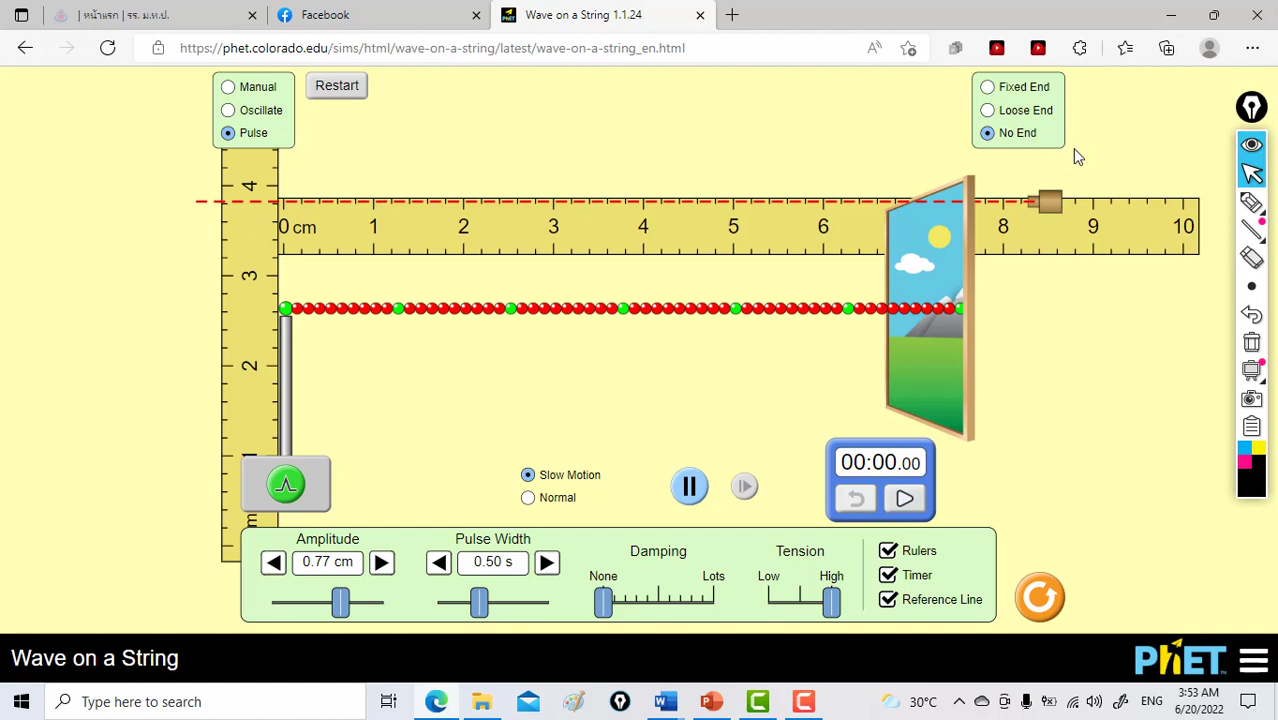 หน้าแรก | รร. ม.ท.ป.
Facebook
Wave on a String 1.1.24
https://phet.colorado.edu/sims/html/wave-on-a-string/latest/wave-on-a-string_en.html
Manual
Oscillate
Pulse
Restart
Fixed End
Loose End
No End
0 cm 1 2 3 4 5 6 8 9 10
4
3
2
1
Slow Motion
Normal
00:00.00
Amplitude
0.77 cm
Pulse Width
0.50 s
Damping
None Lots
Tension
Low High
Rulers
Timer
Reference Line
Wave on a String
PhET
Type here to search
30°C
ENG
3:53 AM
6/20/2022